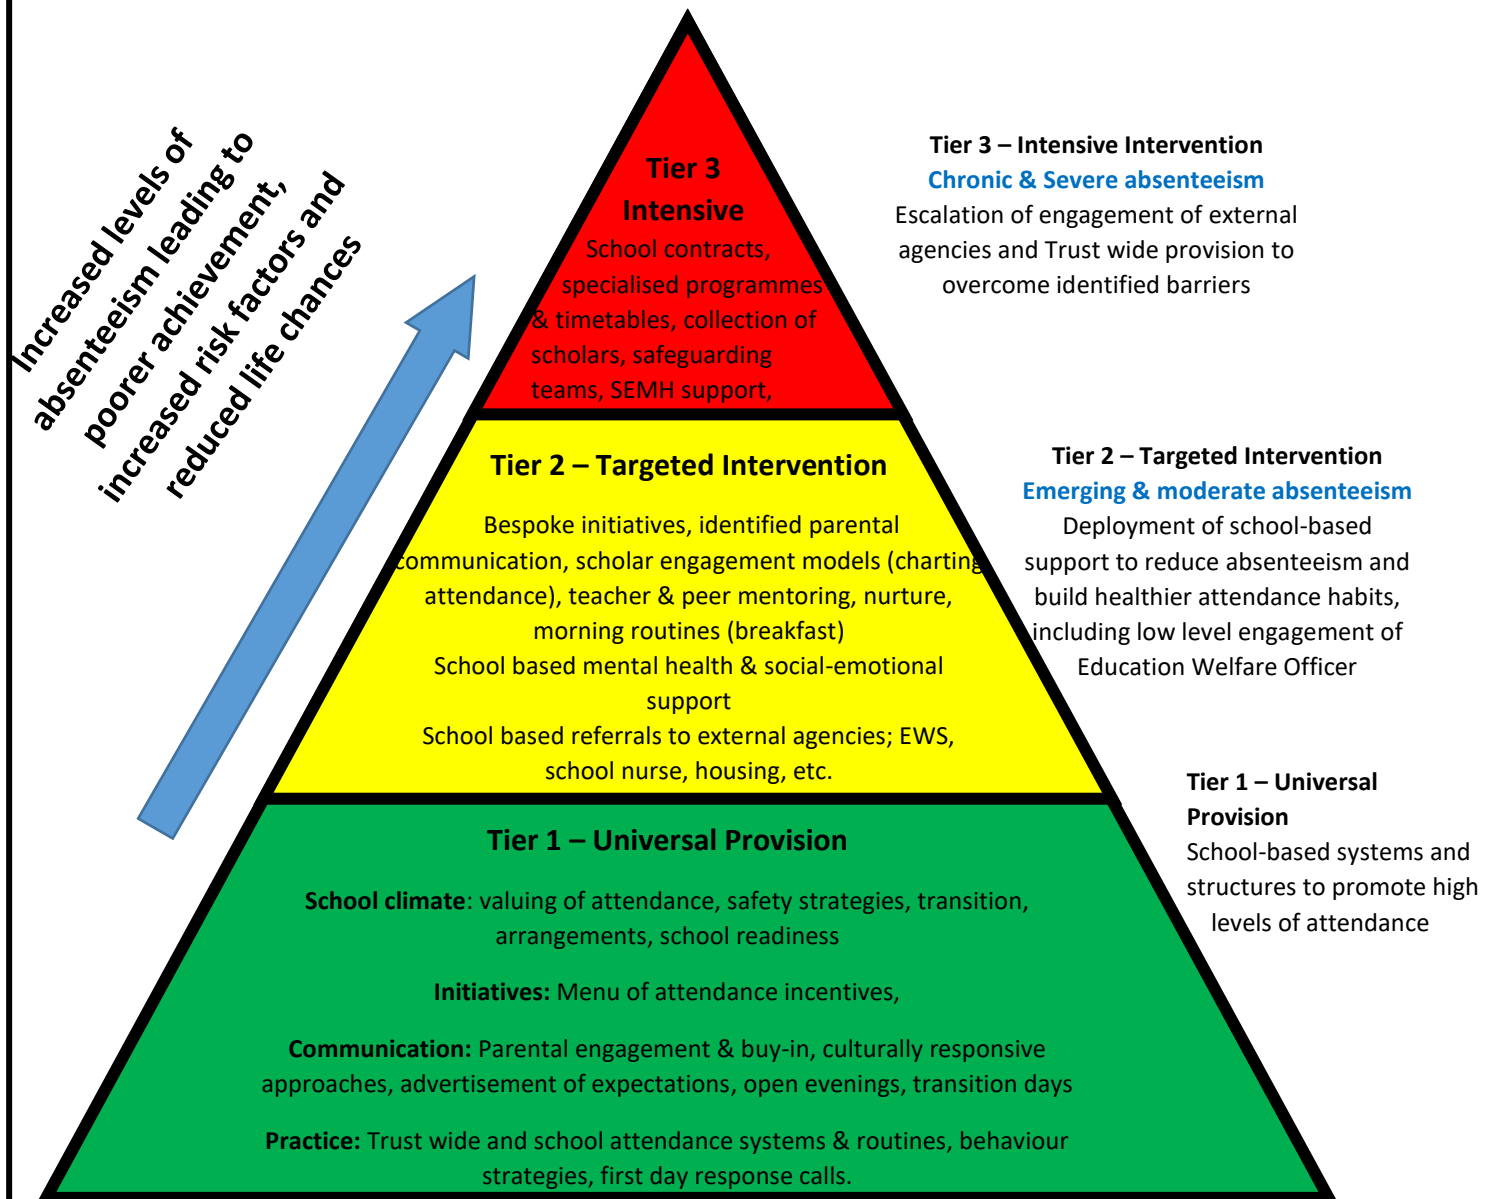 Increased levels of
absenteeism leading to
poorer achievement,
increased risk factors and
reduced life chances
Tier 3
Intensive
School contracts,
specialised programmes
& timetables, collection of
scholars, safeguarding
teams, SEMH support,
Tier 3 – Intensive Intervention
Chronic & Severe absenteeism
Escalation of engagement of external
agencies and Trust wide provision to
overcome identified barriers
Tier 2 – Targeted Intervention
Bespoke initiatives, identified parental
communication, scholar engagement models (charting
attendance), teacher & peer mentoring, nurture,
morning routines (breakfast)
School based mental health & social-emotional
support
School based referrals to external agencies; EWS,
school nurse, housing, etc.
Tier 2 – Targeted Intervention
Emerging & moderate absenteeism
Deployment of school-based
support to reduce absenteeism and
build healthier attendance habits,
including low level engagement of
Education Welfare Officer
Tier 1 – Universal Provision
School climate: valuing of attendance, safety strategies, transition,
arrangements, school readiness
Initiatives: Menu of attendance incentives,
Communication: Parental engagement & buy-in, culturally responsive
approaches, advertisement of expectations, open evenings, transition days
Practice: Trust wide and school attendance systems & routines, behaviour
strategies, first day response calls.
Tier 1 – Universal
Provision
School-based systems and
structures to promote high
levels of attendance